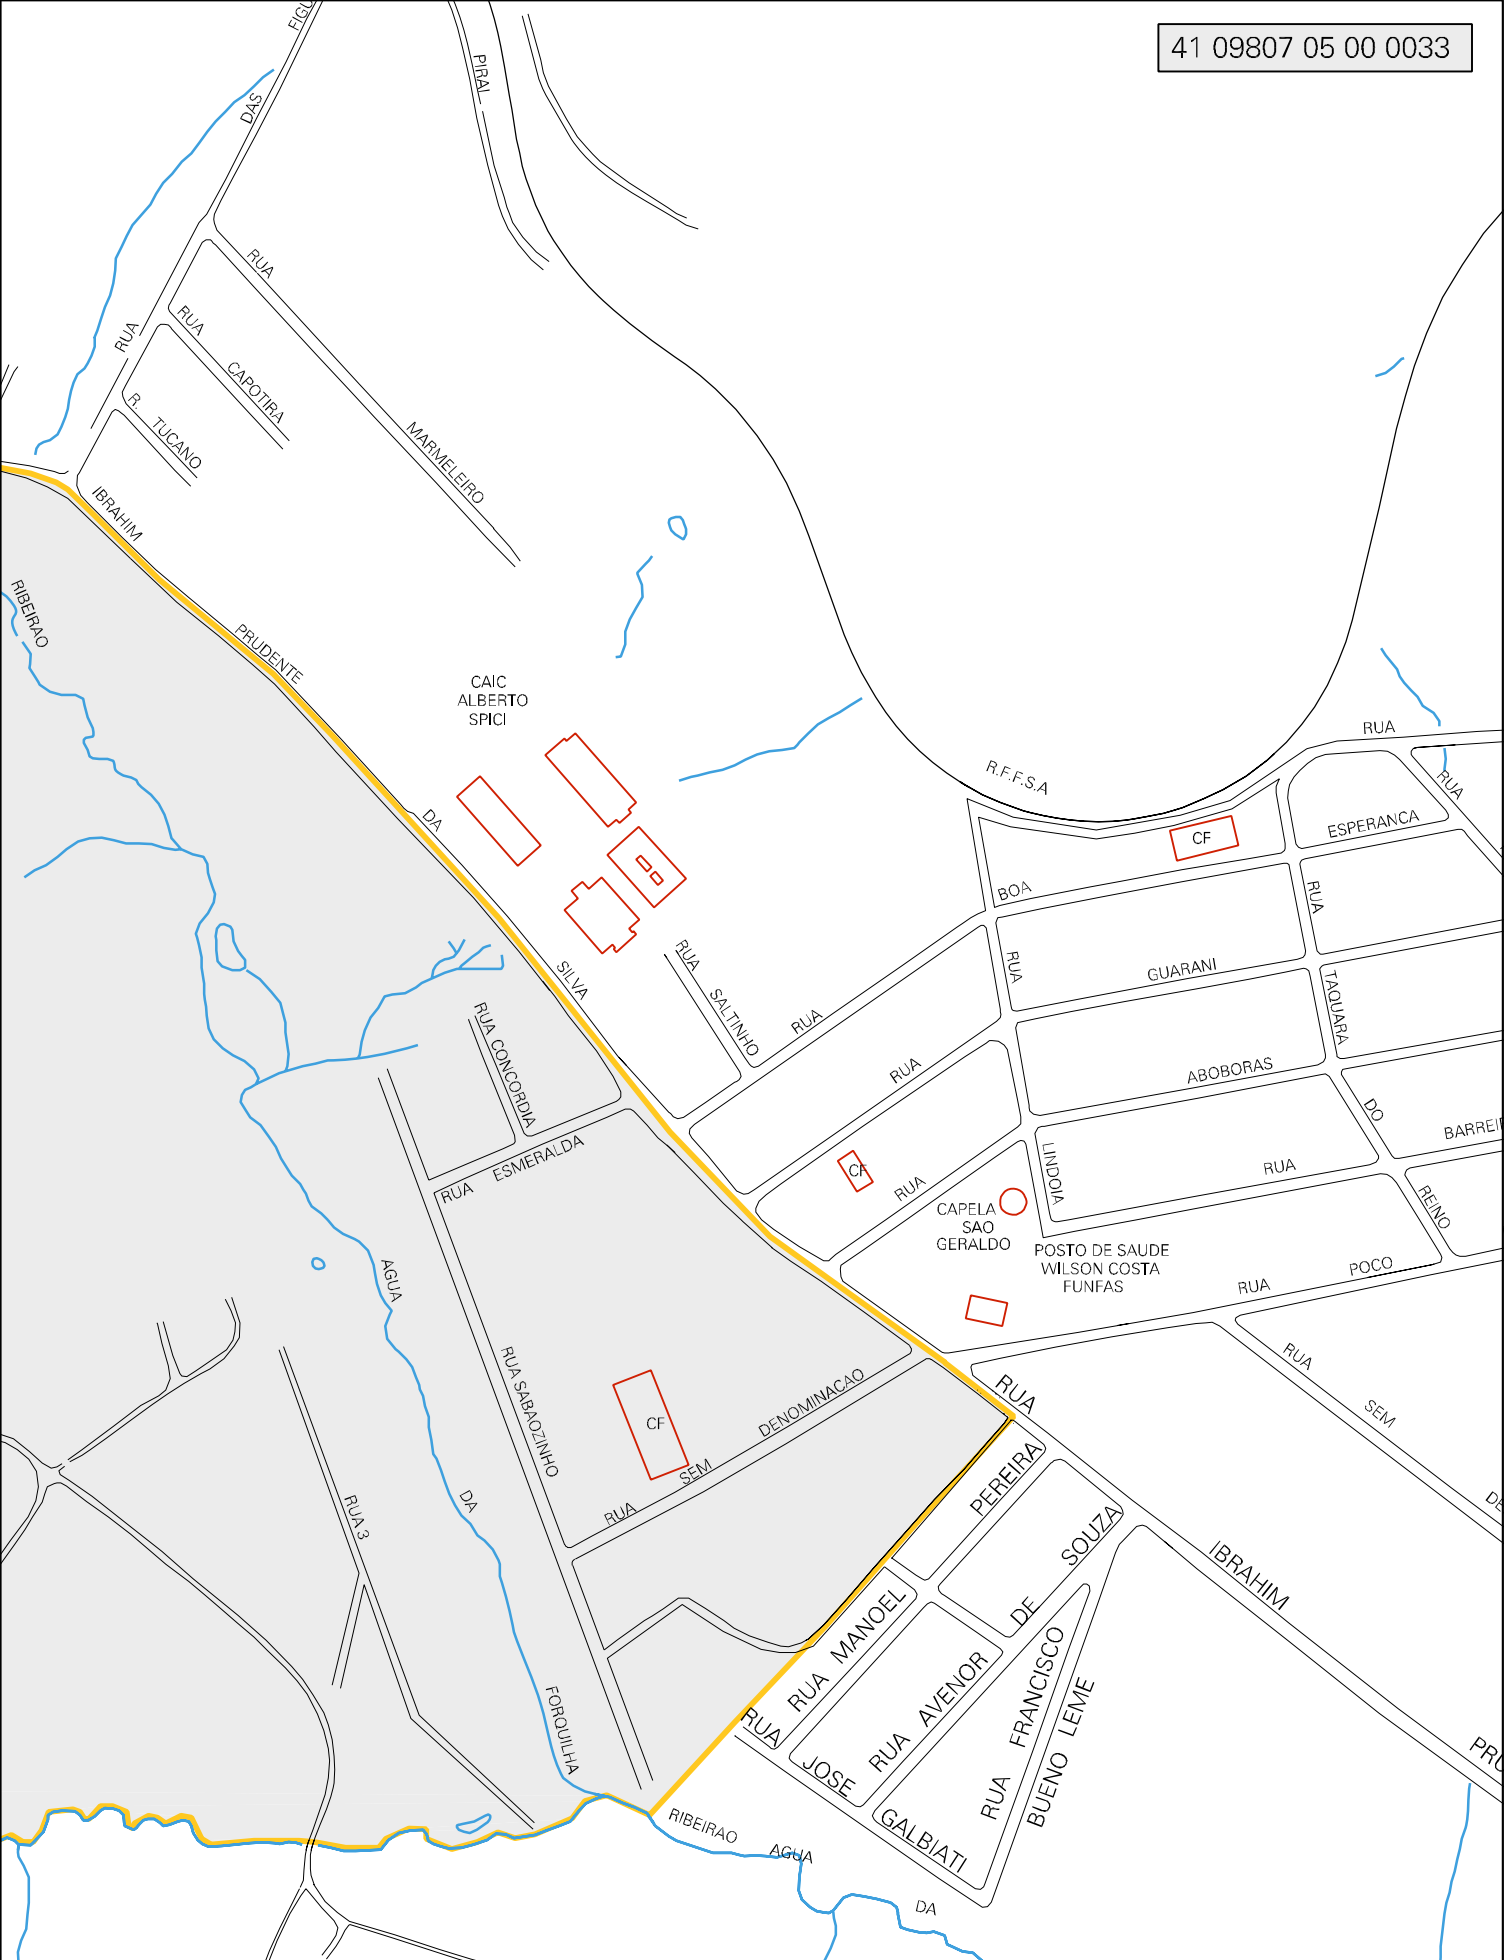 41 09807 05 00 0033
FIGU
DAS
PIRAI
RUA
RUA
RUA
CAPOTIRA
R.
TUCANO
MARMELEIRO
IBRAHIM
RIBEIRAO
PRUDENTE
CAIC
ALBERTO
SPICI
DA
SILVA
R.F.F.S.A
RUA
RUA
ESPERANCA
CF
BOA
RUA
RUA
GUARANI
TAQUARA
RUA
SALTINHO
RUA
RUA
ABOBORAS
RUA CONCORDIA
DO
BARREI
ESMERALDA
RUA
CF
RUA
LINDOIA
RUA
REINO
CAPELA
SAO
GERALDO
POSTO DE SAUDE
WILSON COSTA
FUNFAS
RUA
POCO
AGUA
RUA SABAOZINHO
CF
RUA
SEM
DENOMINACAO
RUA
SEM
DE
RUA
IBRAHIM
PRU
RUA 3
DA
FORQUILHA
PEREIRA
SOUZA
DE
RUA MANOEL
RUA AVENOR
RUA FRANCISCO
BUENO LEME
RUA
JOSE
GALBIATI
RIBEIRAO
AGUA
DA